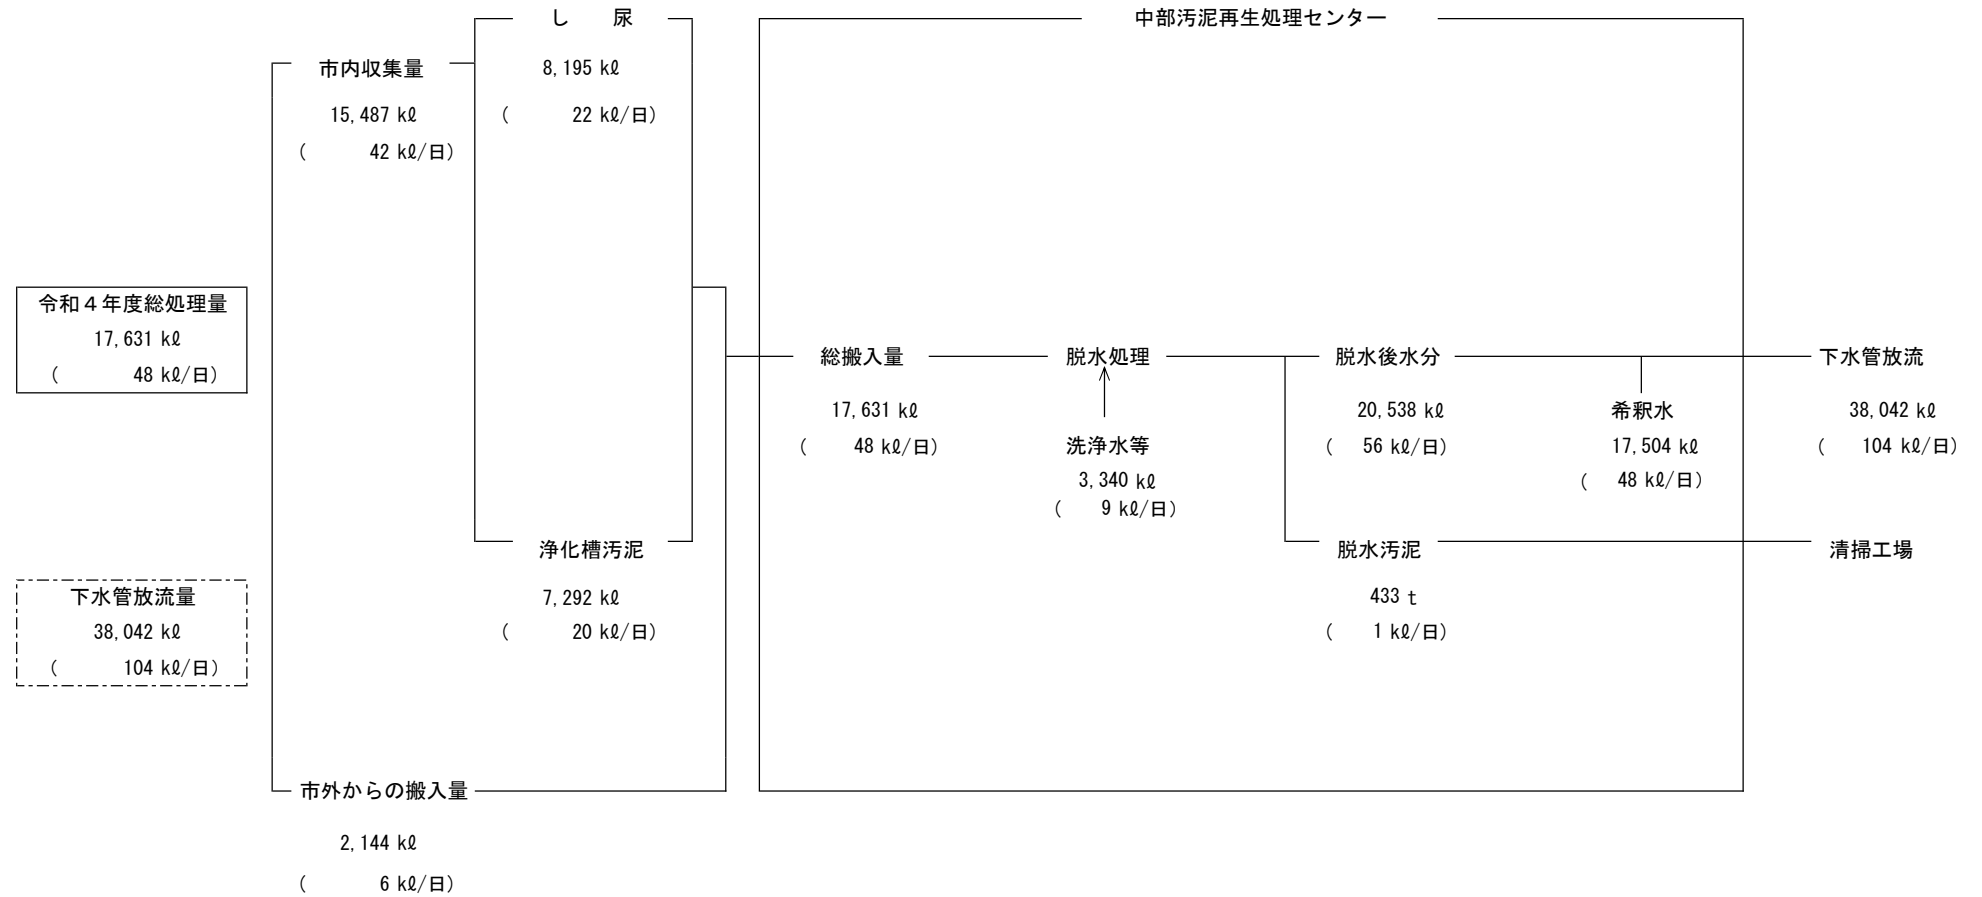 し　　尿
8,195 kℓ
(　　　22 kℓ/日)
中部汚泥再生処理センター
市内収集量
15,487 kℓ
(　　　42 kℓ/日)
令和４年度総処理量
17,631 kℓ
(　　　48 kℓ/日)
総搬入量
17,631 kℓ
(　　48 kℓ/日)
脱水処理
洗浄水等
3,340 kℓ
(　　9 kℓ/日)
脱水後水分
20,538 kℓ
(　56 kℓ/日)
希釈水
17,504 kℓ
(　48 kℓ/日)
下水管放流
38,042 kℓ
(　　104 kℓ/日)
浄化槽汚泥
7,292 kℓ
(　　　20 kℓ/日)
脱水汚泥
433 t
(　　1 kℓ/日)
清掃工場
下水管放流量
38,042 kℓ
(　　　104 kℓ/日)
市外からの搬入量
2,144 kℓ
(　　　6 kℓ/日)